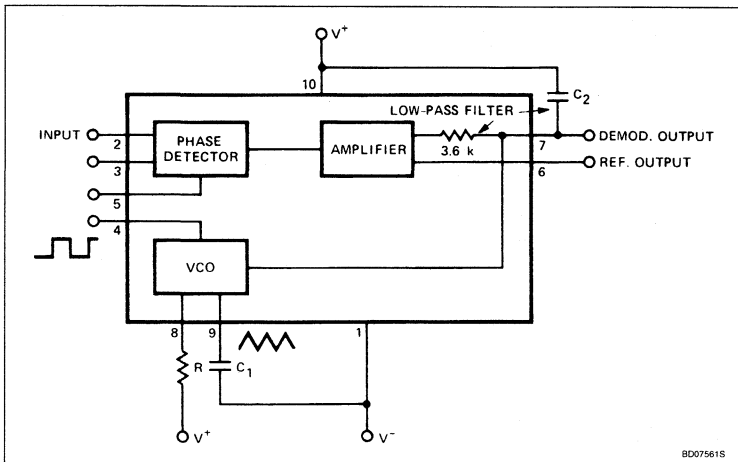 V+
10
C2
LOW-PASS FILTER
INPUT
2
PHASE
DETECTOR
AMPLIFIER
3.6 k
7
DEMOD. OUTPUT
3
6
REF. OUTPUT
5
4
VCO
8
9
1
R
C1
V+
V-
BD07561S